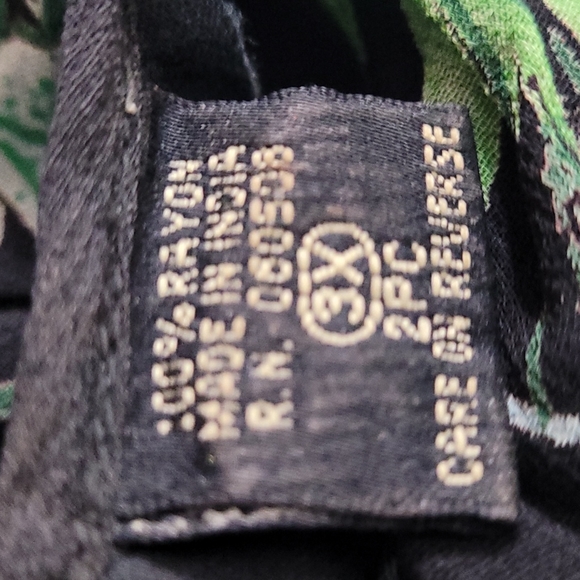 100% RAYON
MADE IN INDIA
R.N. 060508
3X
2PC
CARE ON REVERSE